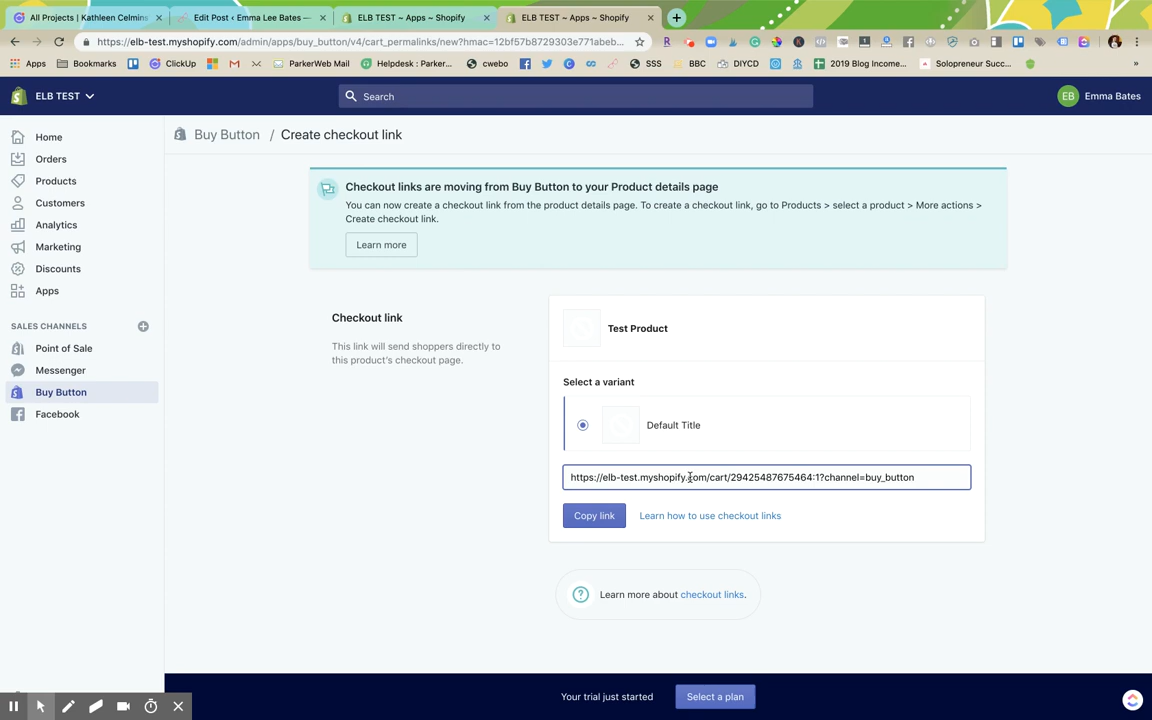 All Projects | Kathleen Celmins
Edit Post ‹ Emma Lee Bates —
ELB TEST ~ Apps ~ Shopify
ELB TEST ~ Apps ~ Shopify
https://elb-test.myshopify.com/admin/apps/buy_button/v4/cart_permalinks/new?hmac=12bf57b8729303e771abeb...
Apps
Bookmarks
ClickUp
ParkerWeb Mail
Helpdesk : Parker...
cwebo
SSS
BBC
DIYCD
2019 Blog Income...
Solopreneur Succ...
»
ELB TEST
Search
EB
Emma Bates
Home
Orders
Products
Customers
Analytics
Marketing
Discounts
Apps
SALES CHANNELS
Point of Sale
Messenger
Buy Button
Facebook
Buy Button / Create checkout link
Checkout links are moving from Buy Button to your Product details page
You can now create a checkout link from the product details page. To create a checkout link, go to Products > select a product > More actions >
Create checkout link.
Learn more
Checkout link
This link will send shoppers directly to
this product's checkout page.
Test Product
Select a variant
Default Title
https://elb-test.myshopify.com/cart/29425487675464:1?channel=buy_button
Copy link
Learn how to use checkout links
Learn more about checkout links.
Your trial just started
Select a plan